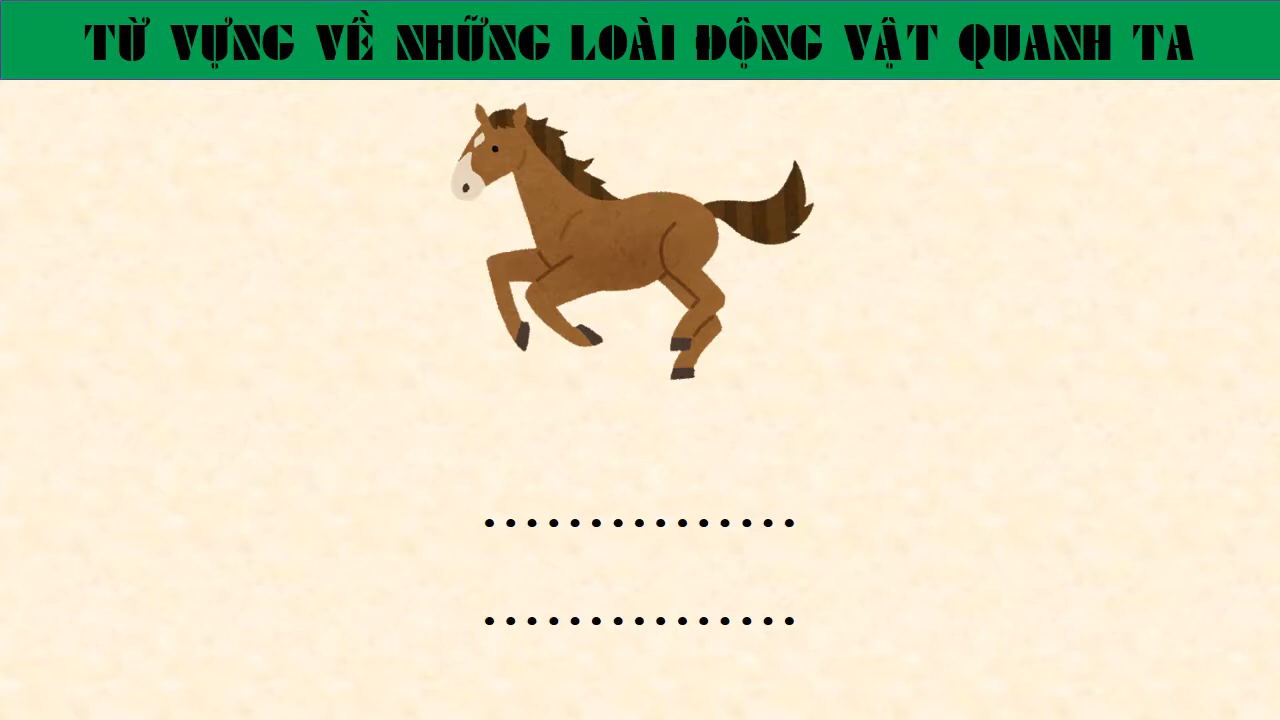 TỪ VỰNG VỀ NHỮNG LOÀI ĐỘNG VẬT QUANH TA
...............
...............